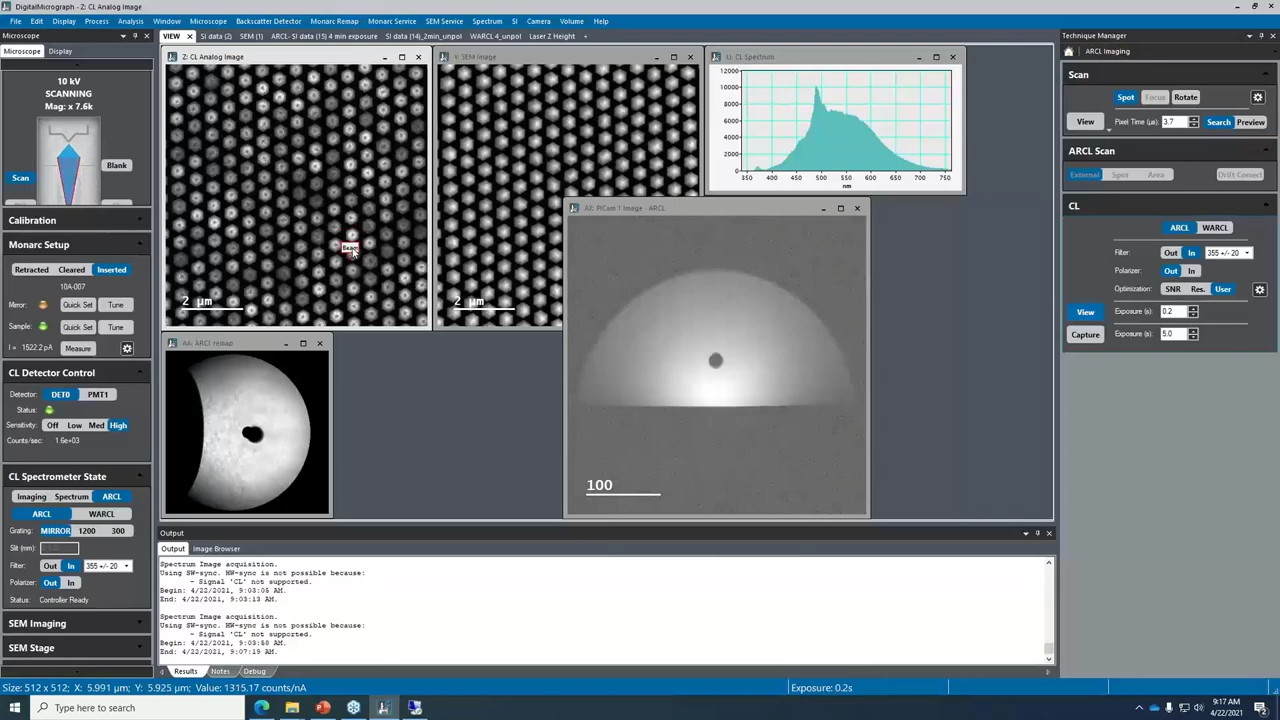 DigitalMicrograph - Z: CL Analog Image
File Edit Display Process Analysis Window Microscope Backscatter Detector Monarc Remap Monarc Service SEM Service Spectrum SI Camera Volume Help
Microscope
Microscope Display
10 kV
SCANNING
Mag: x 7.6k
Blank
Scan
Calibration
Monarc Setup
Retracted Cleared Inserted
10A-007
Mirror: Quick Set Tune
Sample: Quick Set Tune
I = 1522.2 pA Measure
CL Detector Control
Detector: DET0 PMT1
Status:
Sensitivity: Off Low Med High
Counts/sec: 1.6e+03
CL Spectrometer State
Imaging Spectrum ARCL
ARCL WARCL
Grating: MIRROR 1200 300
Slit (mm):
Filter: Out In 355 +/- 20
Polarizer: Out In
Status: Controller Ready
SEM Imaging
SEM Stage
VIEW SI data (2) SEM (1) ARCL- SI data (15) 4 min exposure SI data (14)_2min_unpol WARCL 4_unpol Laser Z Height +
Z: CL Analog Image
2 µm
Beam
Y: SEM Image
2 µm
U: CL Spectrum
12000
10000
8000
6000
4000
2000
0
350 400 450 500 550 600 650 700 750
nm
AX: PiCam 1 Image - ARCL
100
AA: ARCL remap
Output
Output Image Browser
Spectrum Image acquisition.
Using SW-sync. HW-sync is not possible because:
- Signal 'CL' not supported.
Begin: 4/22/2021, 9:03:05 AM.
End: 4/22/2021, 9:03:13 AM.
Spectrum Image acquisition.
Using SW-sync. HW-sync is not possible because:
- Signal 'CL' not supported.
Begin: 4/22/2021, 9:03:58 AM.
End: 4/22/2021, 9:07:19 AM.
Results Notes Debug
Technique Manager
ARCL Imaging
Scan
Spot Focus Rotate
View Pixel Time (µs): 3.7 Search Preview
ARCL Scan
External Spot Area Drift Correct
CL
ARCL WARCL
Filter: Out In 355 +/- 20
Polarizer: Out In
Optimization: SNR Res. User
View Exposure (s): 0.2
Capture Exposure (s): 5.0
Size: 512 x 512; X: 5.991 µm; Y: 5.925 µm; Value: 1315.17 counts/nA
Exposure: 0.2s
Type here to search
9:17 AM
4/22/2021
2